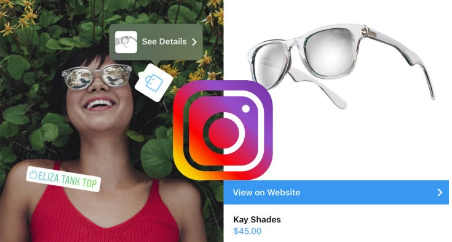 See Details
ELIZA TANK TOP
View on Website
Kay Shades
$45.00